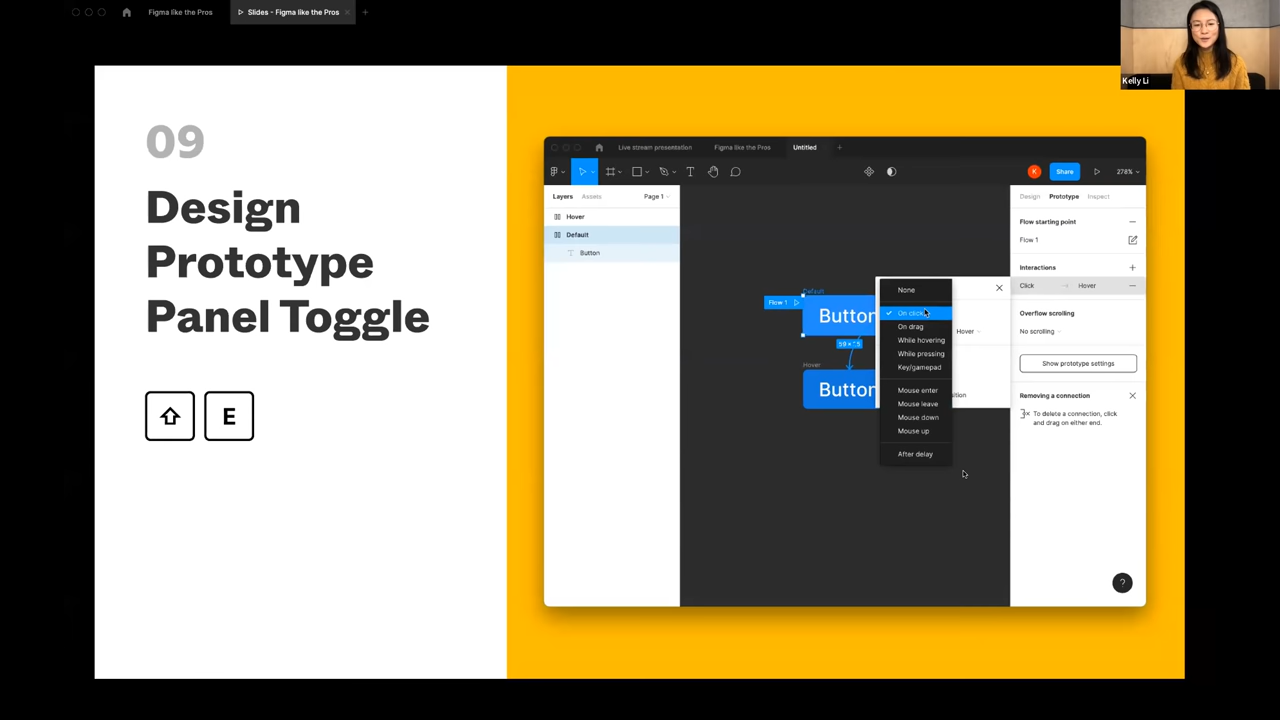 Figma like the Pros
Slides - Figma like the Pros
Kelly Li
09
Design
Prototype
Panel Toggle
E
Live stream presentation
Figma like the Pros
Untitled
Share
K
278%
Layers
Assets
Page 1
Hover
Default
Button
Design
Prototype
Inspect
Flow starting point
Flow 1
Interactions
Click
Hover
Overflow scrolling
No scrolling
Show prototype settings
Removing a connection
To delete a connection, click
and drag on either end.
Default
Flow 1
Button
Hover
Button
Hover
None
On click
On drag
While hovering
While pressing
Key/gamepad
Mouse enter
Mouse leave
Mouse down
Mouse up
After delay
?